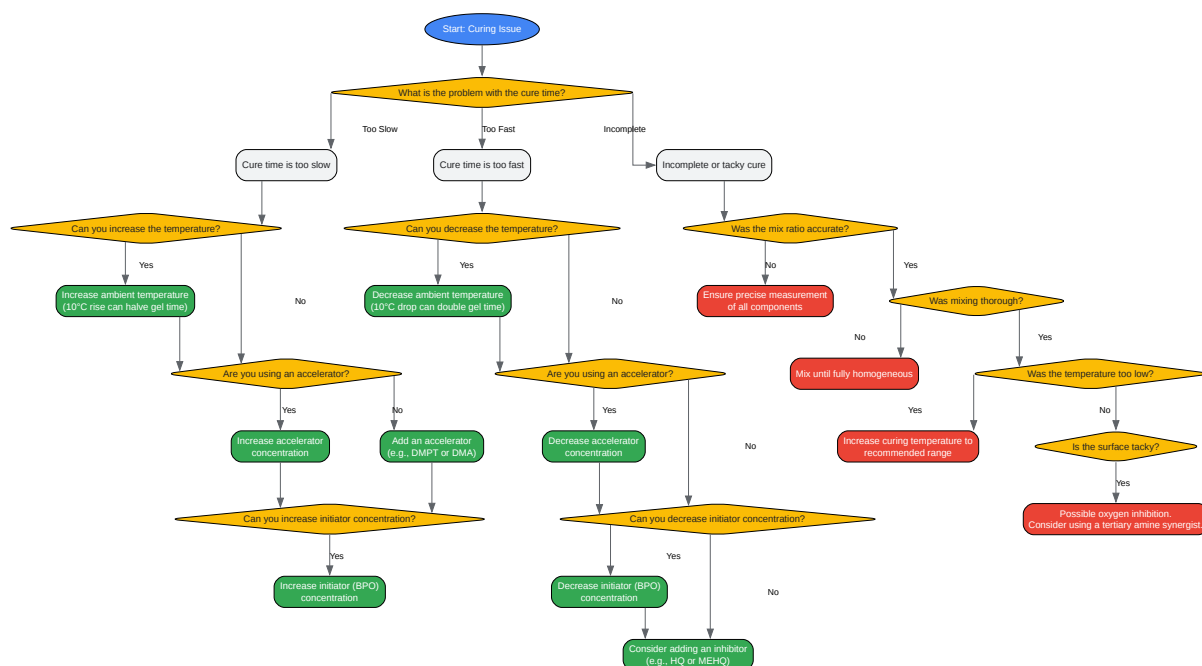 Start: Curing Issue
What is the problem with the cure time?
Too Slow
Too Fast
Incomplete
Cure time is too slow
Cure time is too fast
Incomplete or tacky cure
Can you increase the temperature?
Can you decrease the temperature?
Was the mix ratio accurate?
Yes
Yes
No
Yes
Increase ambient temperature
(10°C rise can halve gel time)
No
Decrease ambient temperature
(10°C drop can double gel time)
No
Ensure precise measurement
of all components
Was mixing thorough?
No
Yes
Are you using an accelerator?
Are you using an accelerator?
Mix until fully homogeneous
Was the temperature too low?
Yes
No
Yes
Yes
No
Increase accelerator
concentration
Add an accelerator
(e.g., DMPT or DMA)
Decrease accelerator
concentration
No
Increase curing temperature to
recommended range
Is the surface tacky?
Yes
Can you increase initiator concentration?
Can you decrease initiator concentration?
Possible oxygen inhibition.
Consider using a tertiary amine synergist.
Yes
Yes
Increase initiator (BPO)
concentration
Decrease initiator (BPO)
concentration
No
Consider adding an inhibitor
(e.g., HQ or MEHQ)